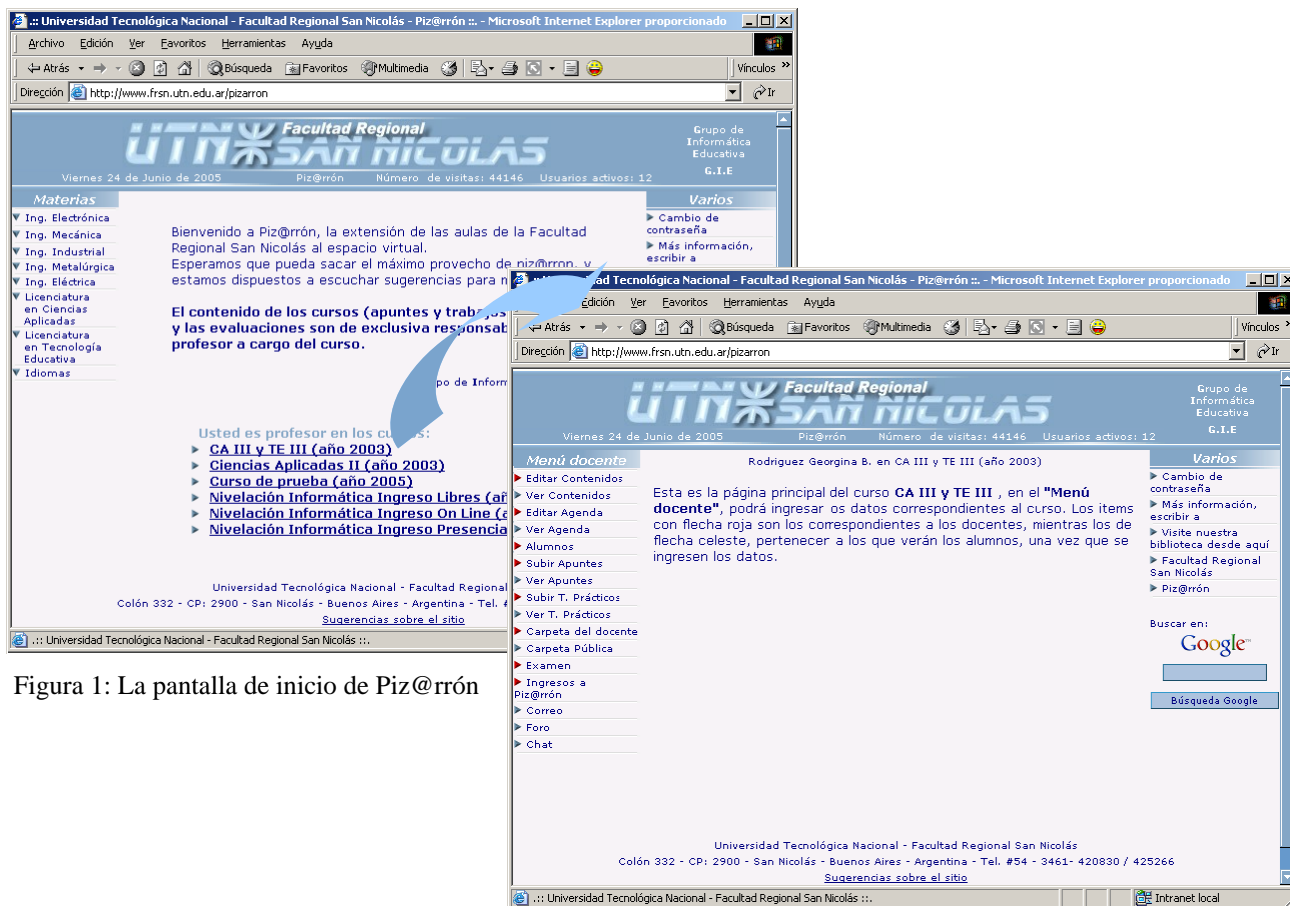 .:: Universidad Tecnológica Nacional - Facultad Regional San Nicolás - Piz@rrón ::. - Microsoft Internet Explorer proporcionado
Archivo Edición Ver Favoritos Herramientas Ayuda
Atrás Búsqueda Favoritos Multimedia Vínculos »
Dirección http://www.frsn.utn.edu.ar/pizarron Ir
UTN Facultad Regional
SAN NICOLAS
Grupo de
Informática
Educativa
G.I.E
Viernes 24 de Junio de 2005 Piz@rrón Número de visitas: 44146 Usuarios activos: 12
Materias
Ing. Electrónica
Ing. Mecánica
Ing. Industrial
Ing. Metalúrgica
Ing. Eléctrica
Licenciatura
en Ciencias
Aplicadas
Licenciatura
en Tecnología
Educativa
Idiomas
Bienvenido a Piz@rrón, la extensión de las aulas de la Facultad
Regional San Nicolás al espacio virtual.
Esperamos que pueda sacar el máximo provecho de piz@rron, y
estamos dispuestos a escuchar sugerencias para
El contenido de los cursos (apuntes y trabajos
y las evaluaciones son de exclusiva
profesor a cargo del curso.
de Inform
Usted es profesor en los
CA III y TE III (año 2003)
Ciencias Aplicadas II (año 2003)
Curso de prueba (año 2005)
Nivelación Informática Ingreso Libres
Nivelación Informática Ingreso On Line
Nivelación Informática Ingreso
Universidad Tecnológica Nacional - Facultad Regional
Colón 332 - CP: 2900 - San Nicolás - Buenos Aires - Argentina - Tel.
Sugerencias sobre el sitio
Varios
Cambio de
contraseña
Más información,
escribir a
.:: Universidad Tecnológica Nacional - Facultad Regional San Nicolás ::.
Figura 1: La pantalla de inicio de Piz@rrón
Tecnológica Nacional - Facultad Regional San Nicolás - Piz@rrón ::. - Microsoft Internet Explorer proporcionado
Edición Ver Favoritos Herramientas Ayuda
Atrás Búsqueda Favoritos Multimedia Vínculos
Dirección http://www.frsn.utn.edu.ar/pizarron Ir
UTN Facultad Regional
SAN NICOLAS
Grupo de
Informática
Educativa
G.I.E
Viernes 24 de Junio de 2005 Piz@rrón Número de visitas: 44146 Usuarios activos: 12
Menú docente
Editar Contenidos
Ver Contenidos
Editar Agenda
Ver Agenda
Alumnos
Subir Apuntes
Ver Apuntes
Subir T. Prácticos
Ver T. Prácticos
Carpeta del docente
Carpeta Pública
Examen
Ingresos a
Piz@rrón
Correo
Foro
Chat
Rodriguez Georgina B. en CA III y TE III (año 2003)
Esta es la página principal del curso CA III y TE III , en el "Menú
docente", podrá ingresar os datos correspondientes al curso. Los items
con flecha roja son los correspondientes a los docentes, mientras los de
flecha celeste, pertenecer a los que verán los alumnos, una vez que se
ingresen los datos.
Varios
Cambio de
contraseña
Más información,
escribir a
Visite nuestra
biblioteca desde aquí
Facultad Regional
San Nicolás
Piz@rrón
Buscar en:
Google™
Búsqueda Google
Universidad Tecnológica Nacional - Facultad Regional San Nicolás
Colón 332 - CP: 2900 - San Nicolás - Buenos Aires - Argentina - Tel. #54 - 3461- 420830 / 425266
Sugerencias sobre el sitio
.:: Universidad Tecnológica Nacional - Facultad Regional San Nicolás ::. Intranet local